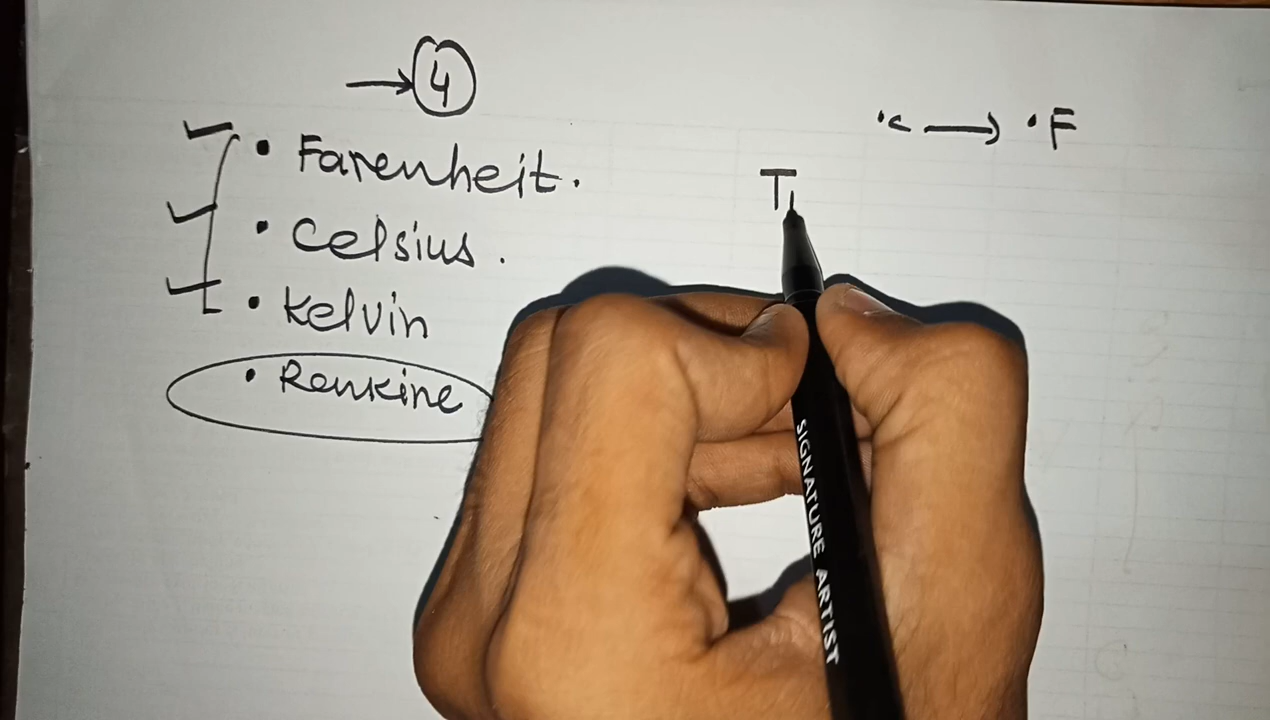 → 4
• Farenheit.
• Celsius.
• Kelvin
• Renkine
°c → °F
T
SIGNATURE ARTIST